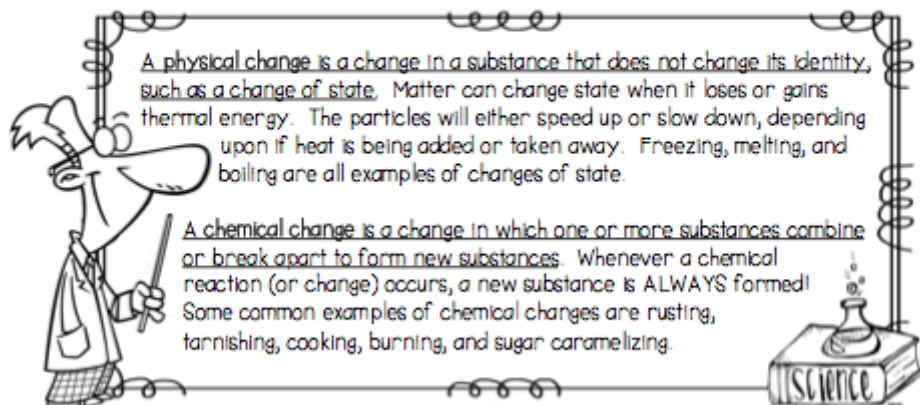 A physical change is a change in a substance that does not change its identity,
such as a change of state. Matter can change state when it loses or gains
thermal energy. The particles will either speed up or slow down, depending
upon if heat is being added or taken away. Freezing, melting, and
boiling are all examples of changes of state.
A chemical change is a change in which one or more substances combine
or break apart to form new substances. Whenever a chemical
reaction (or change) occurs, a new substance is ALWAYS formed!
Some common examples of chemical changes are rusting,
tarnishing, cooking, burning, and sugar caramelizing.
SCIENCE